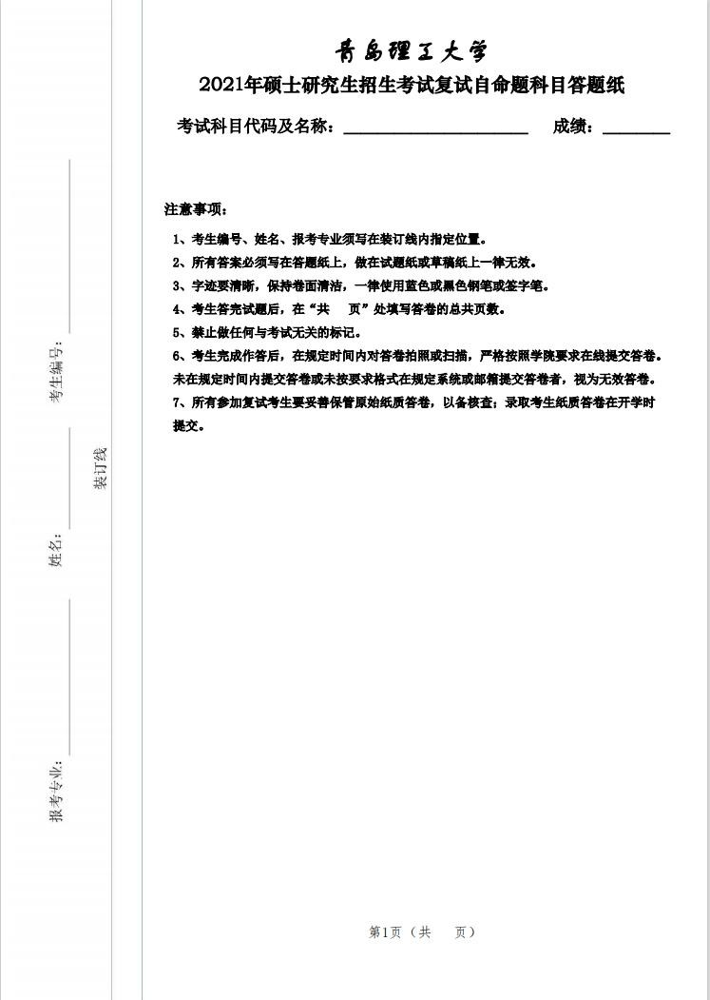 青岛理工大学
2021年硕士研究生招生考试复试自命题科目答题纸
考试科目代码及名称：______________________ 成绩：________
注意事项：
1、考生编号、姓名、报考专业须写在装订线内指定位置。
2、所有答案必须写在答题纸上，做在试题纸或草稿纸上一律无效。
3、字迹要清晰，保持卷面清洁，一律使用蓝色或黑色钢笔或签字笔。
4、考生答完试题后，在“共 页”处填写答卷的总共页数。
5、禁止做任何与考试无关的标记。
6、考生完成作答后，在规定时间内对答卷拍照或扫描，严格按照学院要求在线提交答卷。
未在规定时间内提交答卷或未按要求格式在规定系统或邮箱提交答卷者，视为无效答卷。
7、所有参加复试考生要妥善保管原始纸质答卷，以备核查；录取考生纸质答卷在开学时
提交。
考生编号：
姓名：
报考专业：
装订线
第1页（共 页）